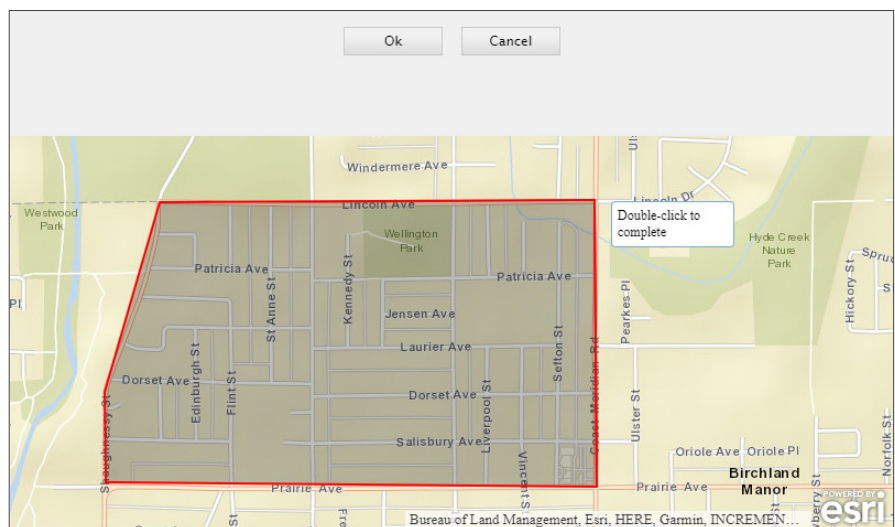 Ok
Cancel
Windermere Ave
Lincoln Ave
Lincoln Dr
Westwood
Park
Double-click to
complete
Wellington
Park
Hyde Creek
Nature
Park
Patricia Ave
Patricia Ave
St Anne St
Kennedy St
Pearkes Pl
Hickory St
Pl
Jensen Ave
Laurier Ave
Sefton St
Coast Meridian Rd
Edinburgh St
Dorset Ave
Flint St
Dorset Ave
Liverpool St
Ulster St
Shaughnessy St
Salisbury Ave
Vincent St
Norfolk St
Oriole Ave
Oriole Pl
Birchland
Manor
Prairie Ave
Prairie Ave
POWERED BY
esri
Bureau of Land Management, Esri, HERE, Garmin, INCREMEN...